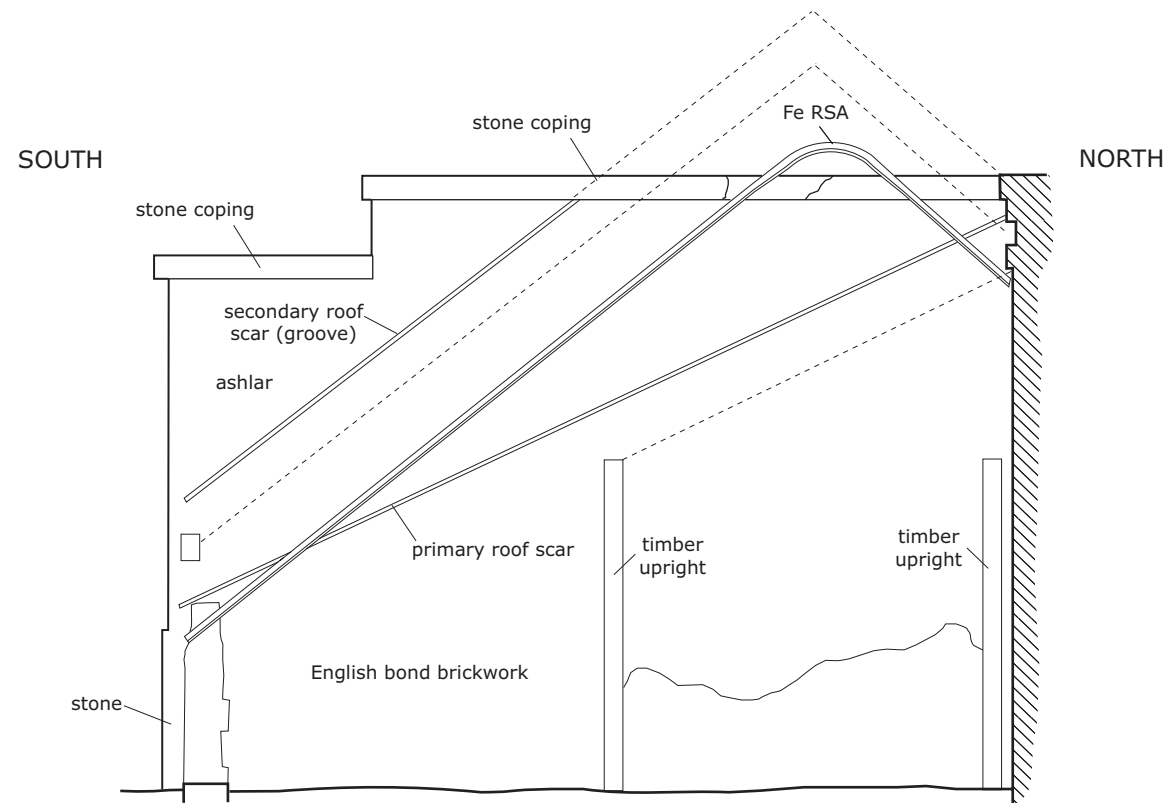 Fe RSA
stone coping
SOUTH
NORTH
stone coping
secondary roof
scar (groove)
ashlar
primary roof scar
timber
upright
timber
upright
English bond brickwork
stone